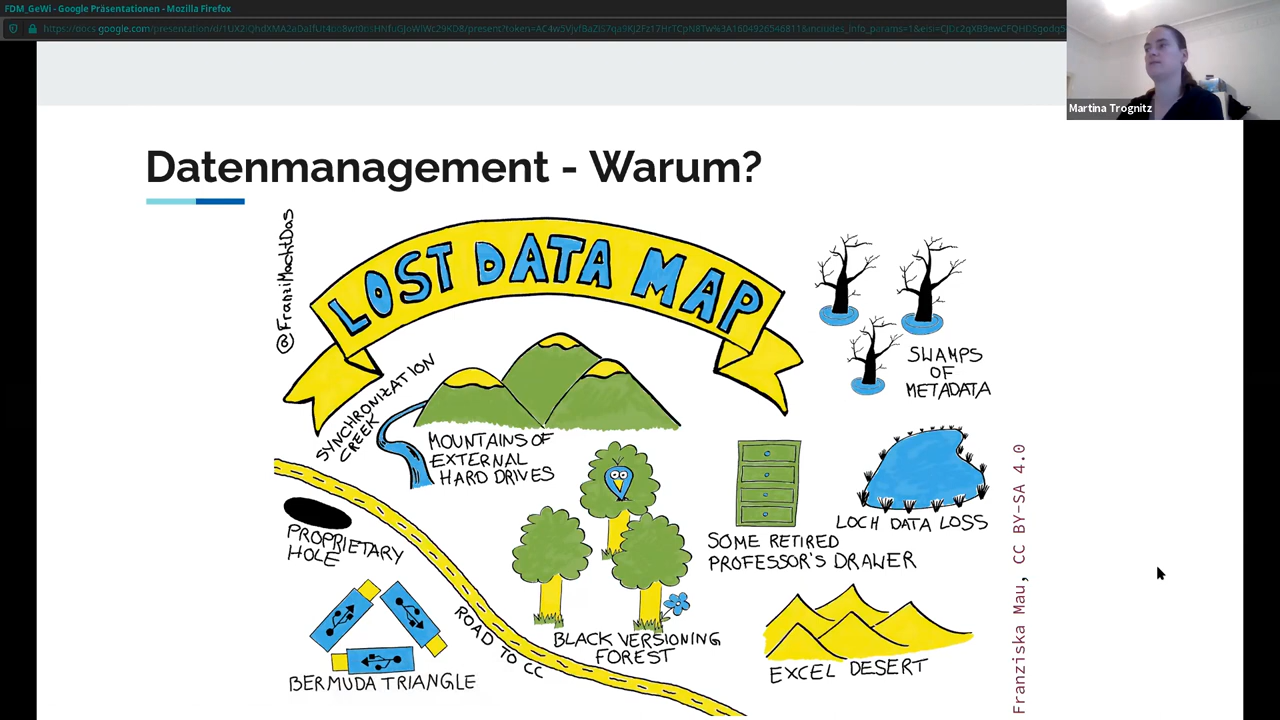 FDM_GeWi - Google Präsentationen - Mozilla Firefox
Martina Trognitz
Datenmanagement - Warum?
@FranziMachtDas
LOST DATA MAP
SWAMPS
OF
METADATA
SYNCHRONIZATION
CREEK
MOUNTAINS OF
EXTERNAL
HARD DRIVES
PROPRIETARY
HOLE
SOME RETIRED
PROFESSOR'S DRAWER
LOCH DATA LOSS
BLACK VERSIONING
FOREST
ROAD TO CC
BERMUDA TRIANGLE
EXCEL DESERT
Franziska Mau, CC BY-SA 4.0